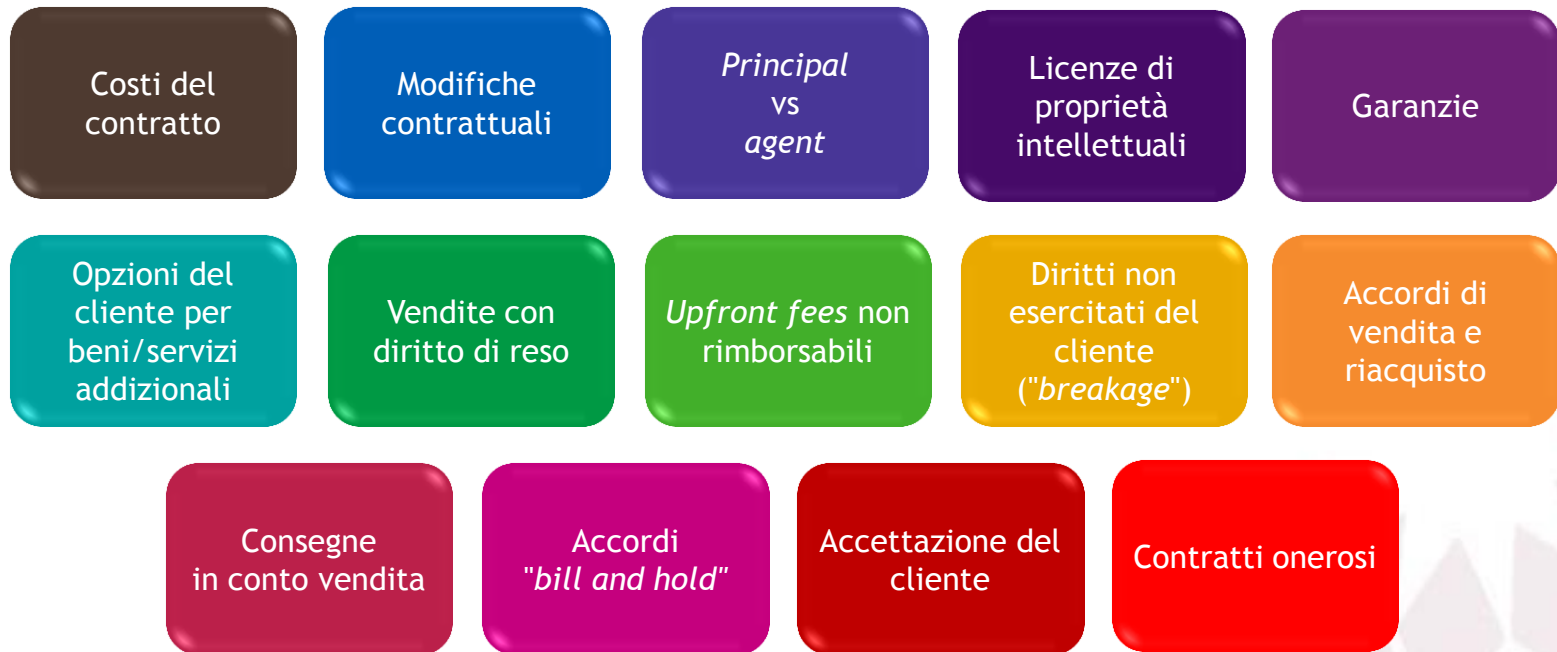 Costi del
contratto
Modifiche
contrattuali
Principal
vs
agent
Licenze di
proprietà
intellettuali
Garanzie
Opzioni del
cliente per
beni/servizi
addizionali
Vendite con
diritto di reso
Upfront fees non
rimborsabili
Diritti non
esercitati del
cliente
("breakage")
Accordi di
vendita e
riacquisto
Consegne
in conto vendita
Accordi
"bill and hold"
Accettazione del
cliente
Contratti onerosi